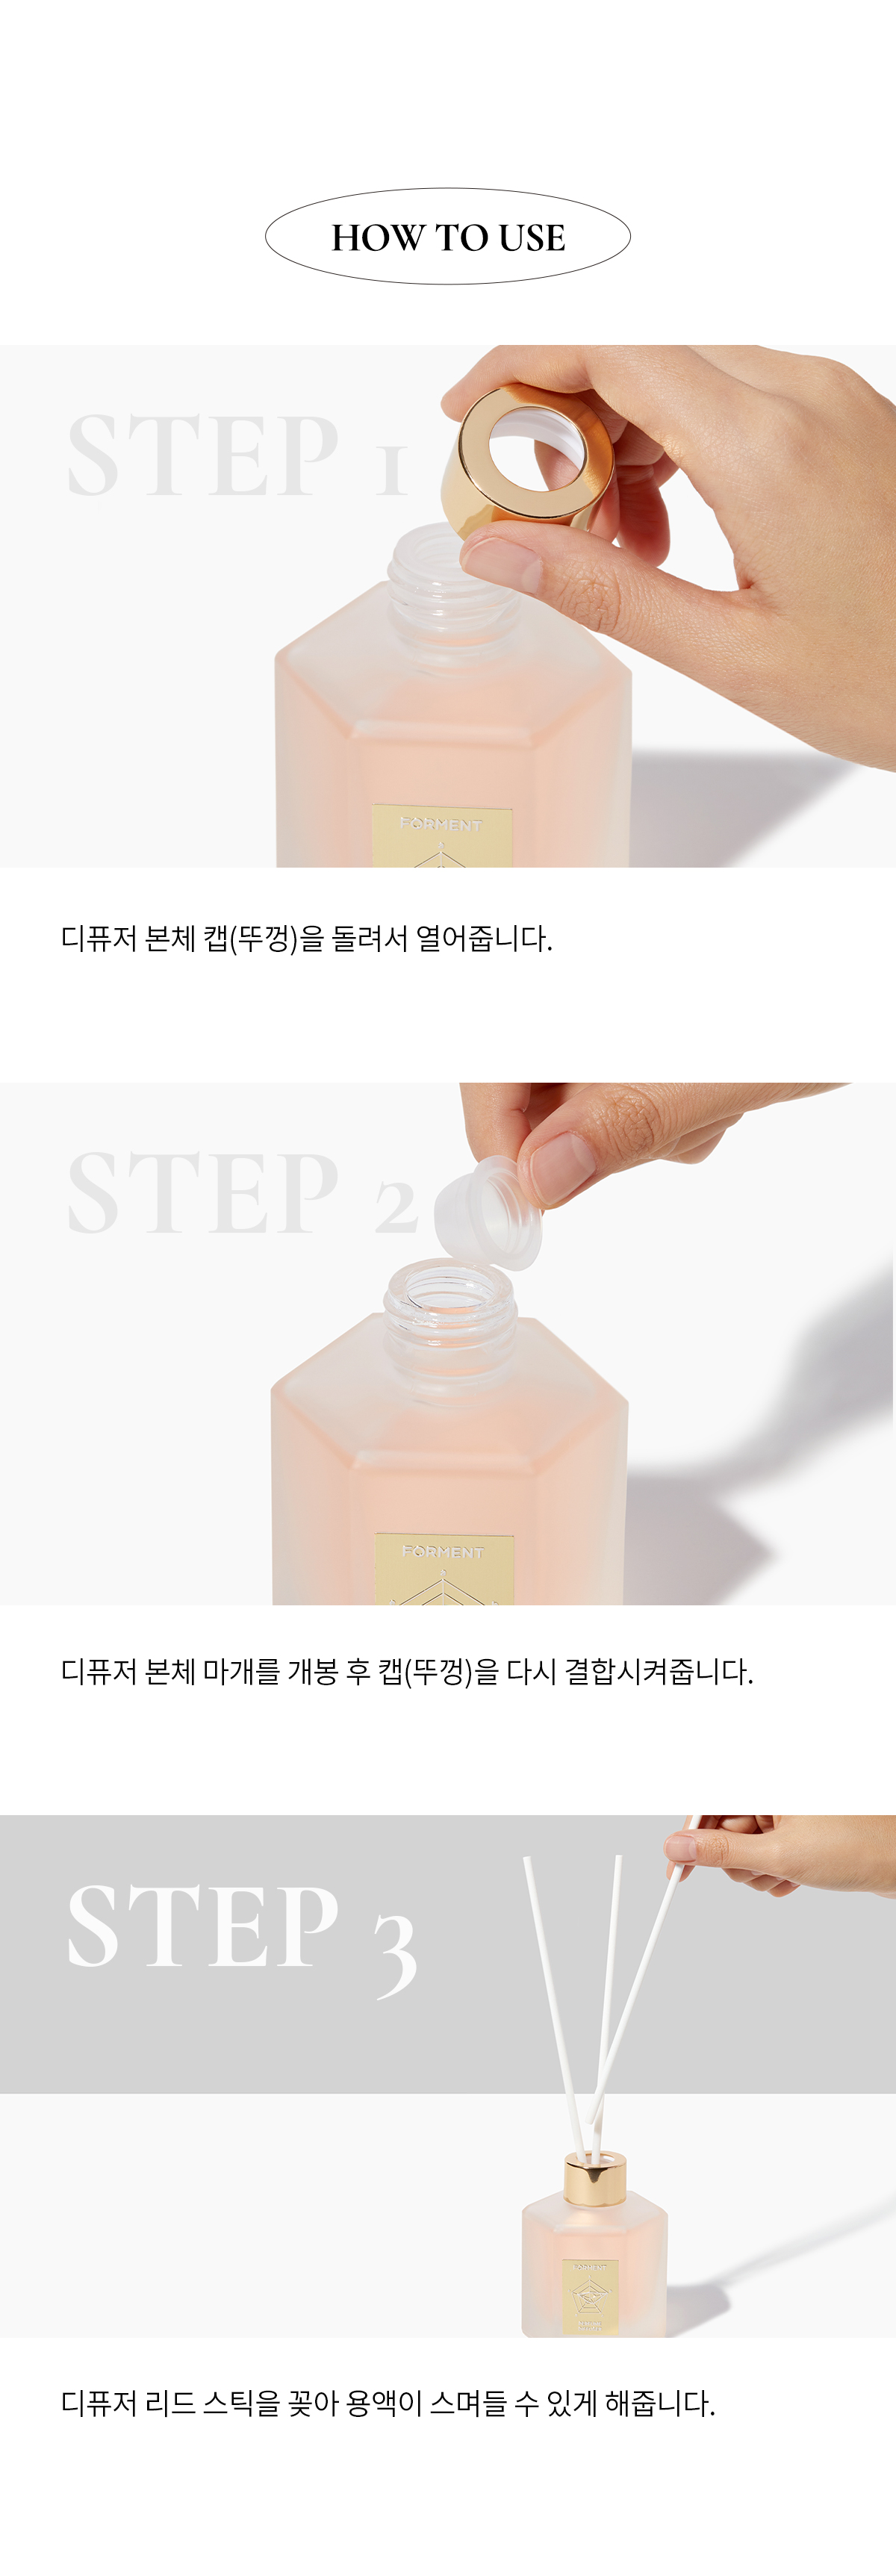 HOW TO USE
STEP 1
FORMENT
디퓨저 본체 캡(뚜껑)을 돌려서 열어줍니다.
STEP 2
FORMENT
디퓨저 본체 마개를 개봉 후 캡(뚜껑)을 다시 결합시켜줍니다.
STEP 3
FORMENT
디퓨저 리드 스틱을 꽂아 용액이 스며들 수 있게 해줍니다.